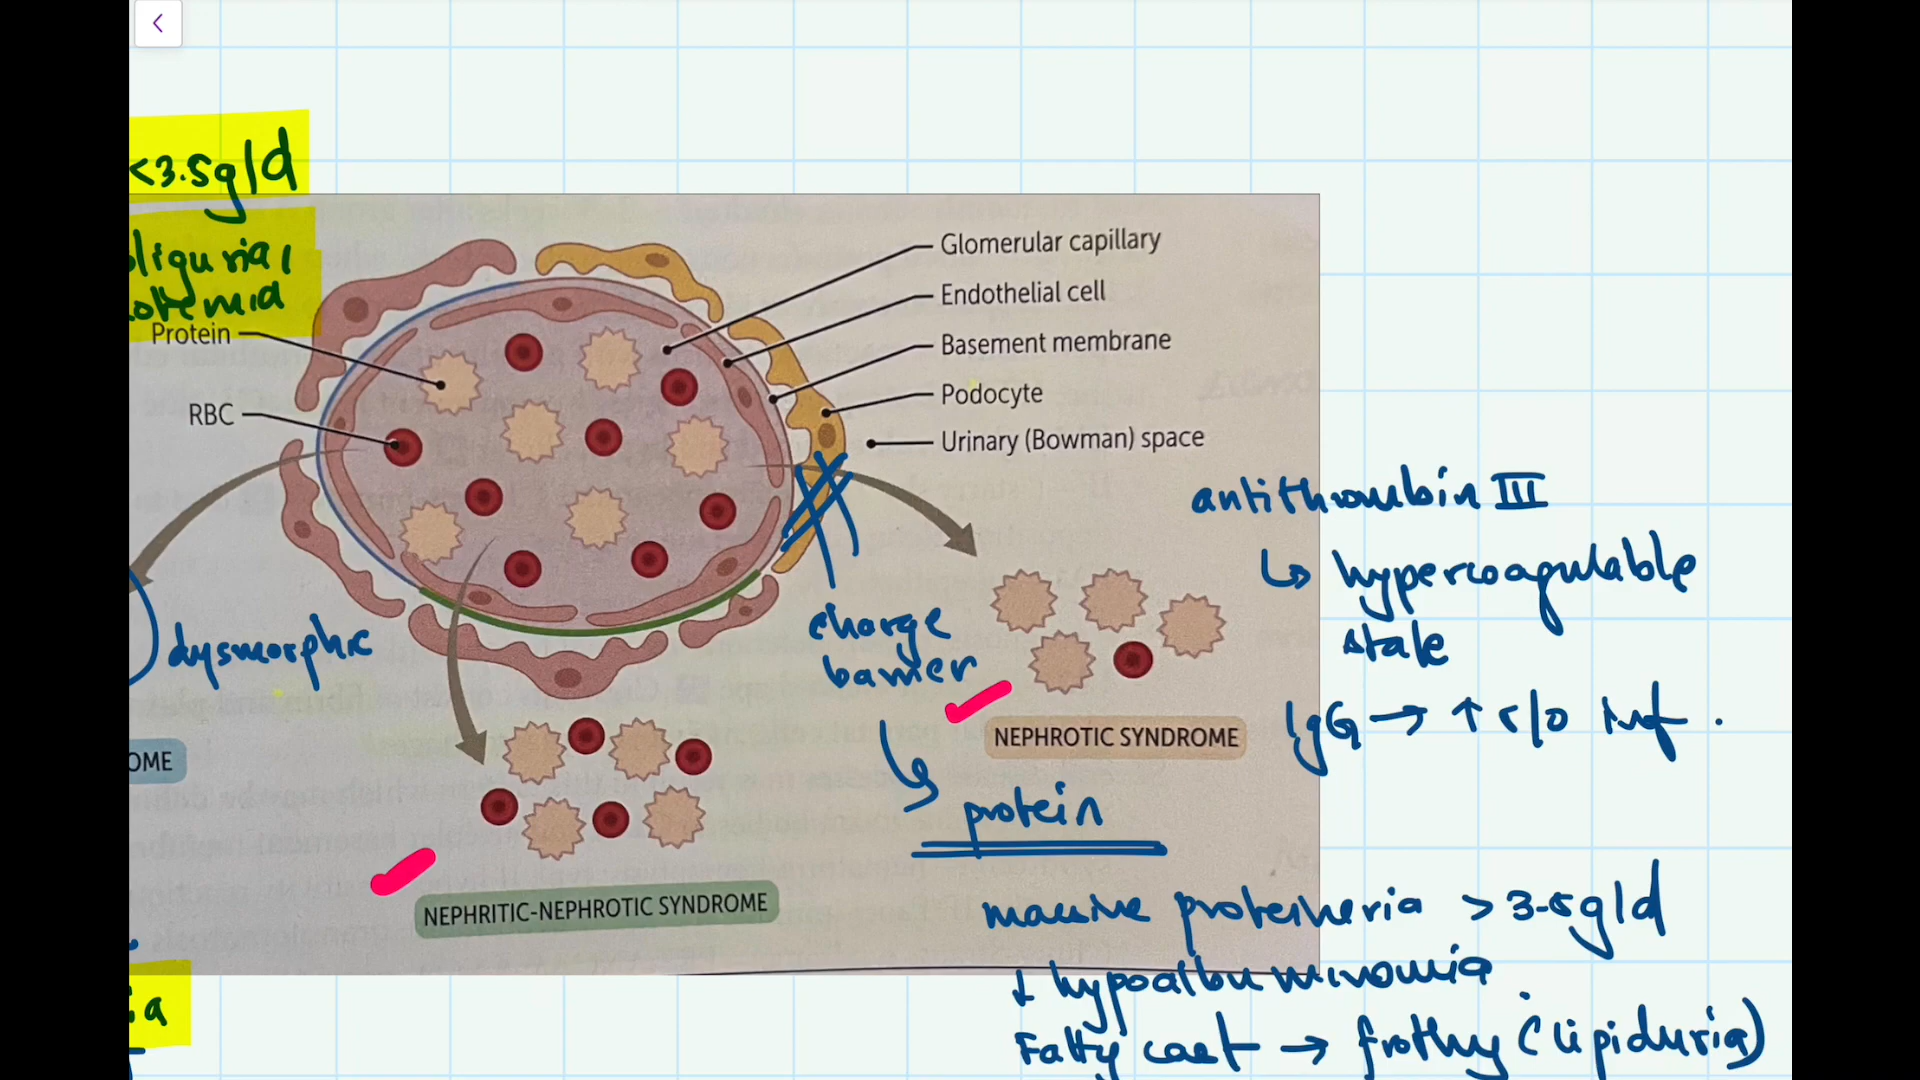 <3.5g/d
oliguria,
otemia
Protein
RBC
Glomerular capillary
Endothelial cell
Basement membrane
Podocyte
Urinary (Bowman) space
antithrombin III
↳ hypercoagulable
state
IgG → ↑ r/o inf.
dysmorphic
charge
barrier
↳ protein
OME
NEPHROTIC SYNDROME
NEPHRITIC-NEPHROTIC SYNDROME
massive proteinuria >3.5g/d
↓ hypoalbuminemia
Fatty cast → frothy (lipiduria)
ia